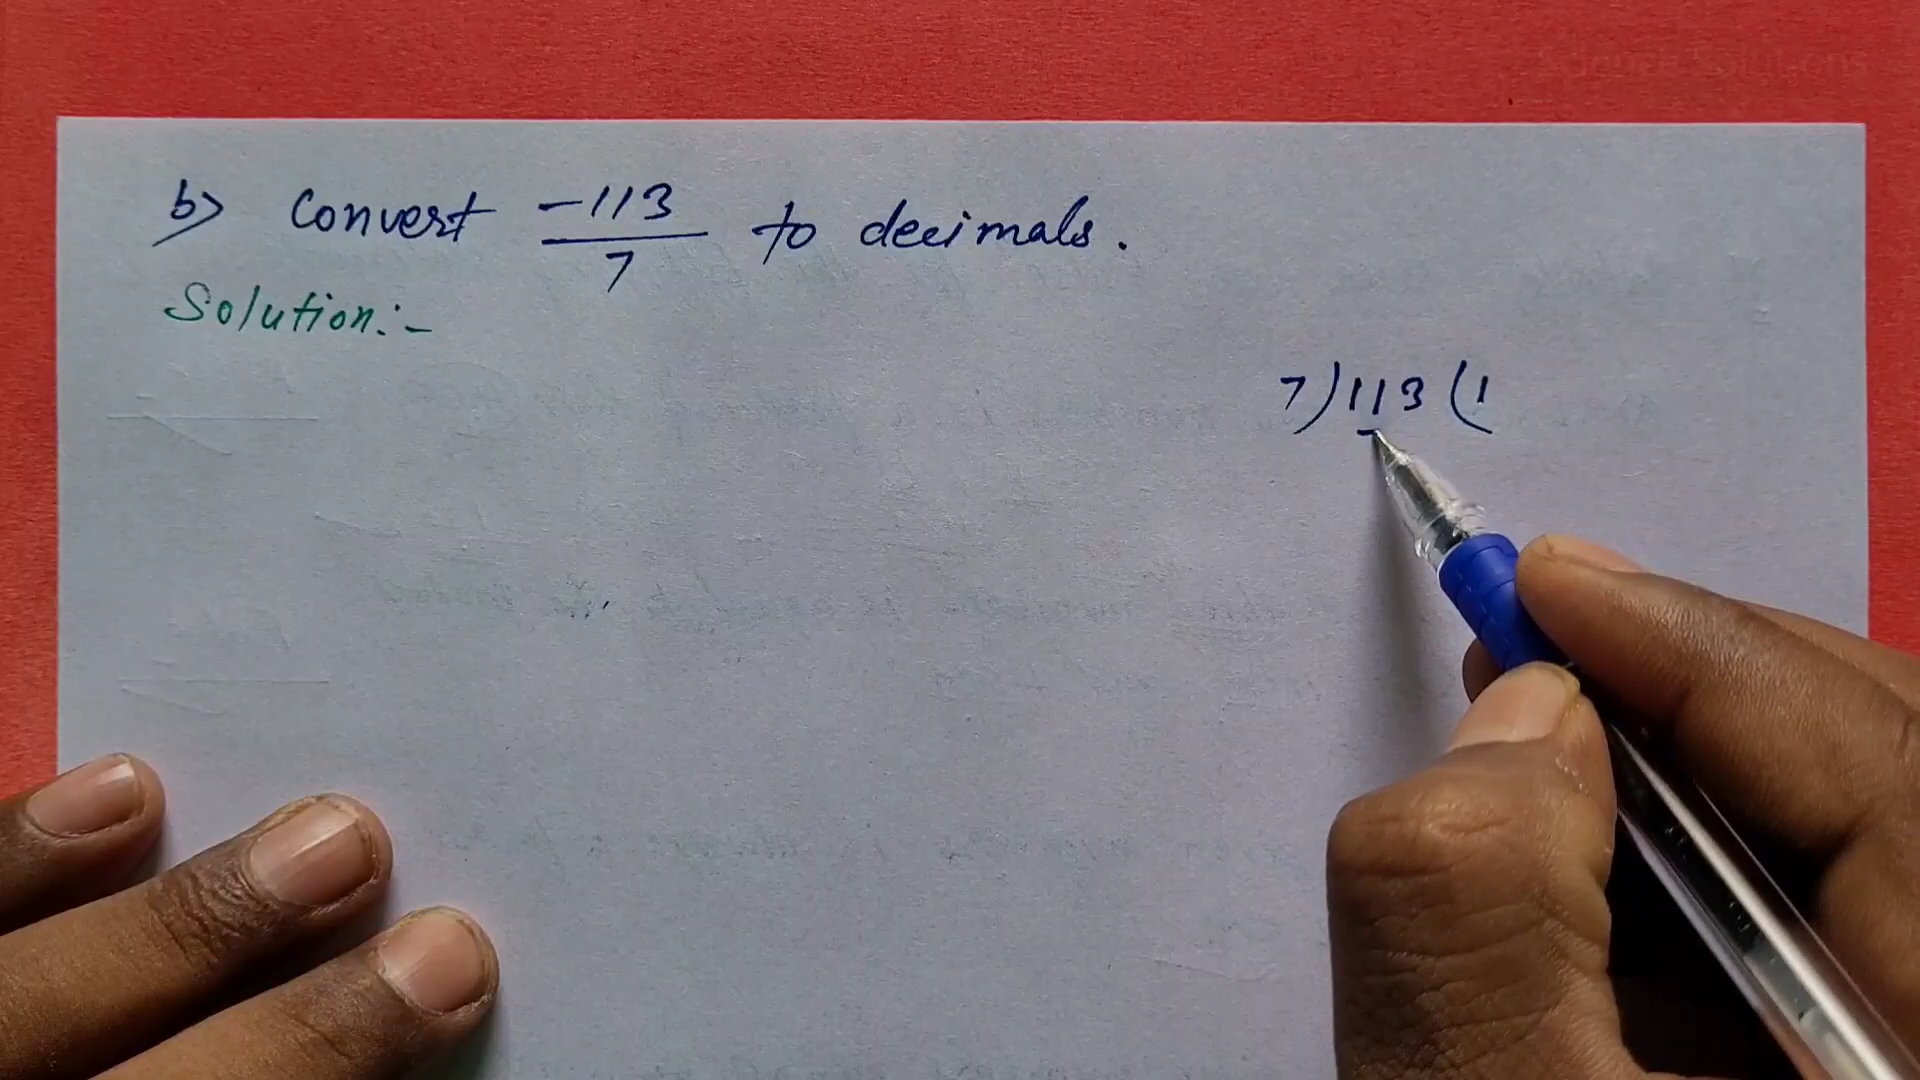 b> Convert -113/7 to decimals.
Solution:-
7)113(1